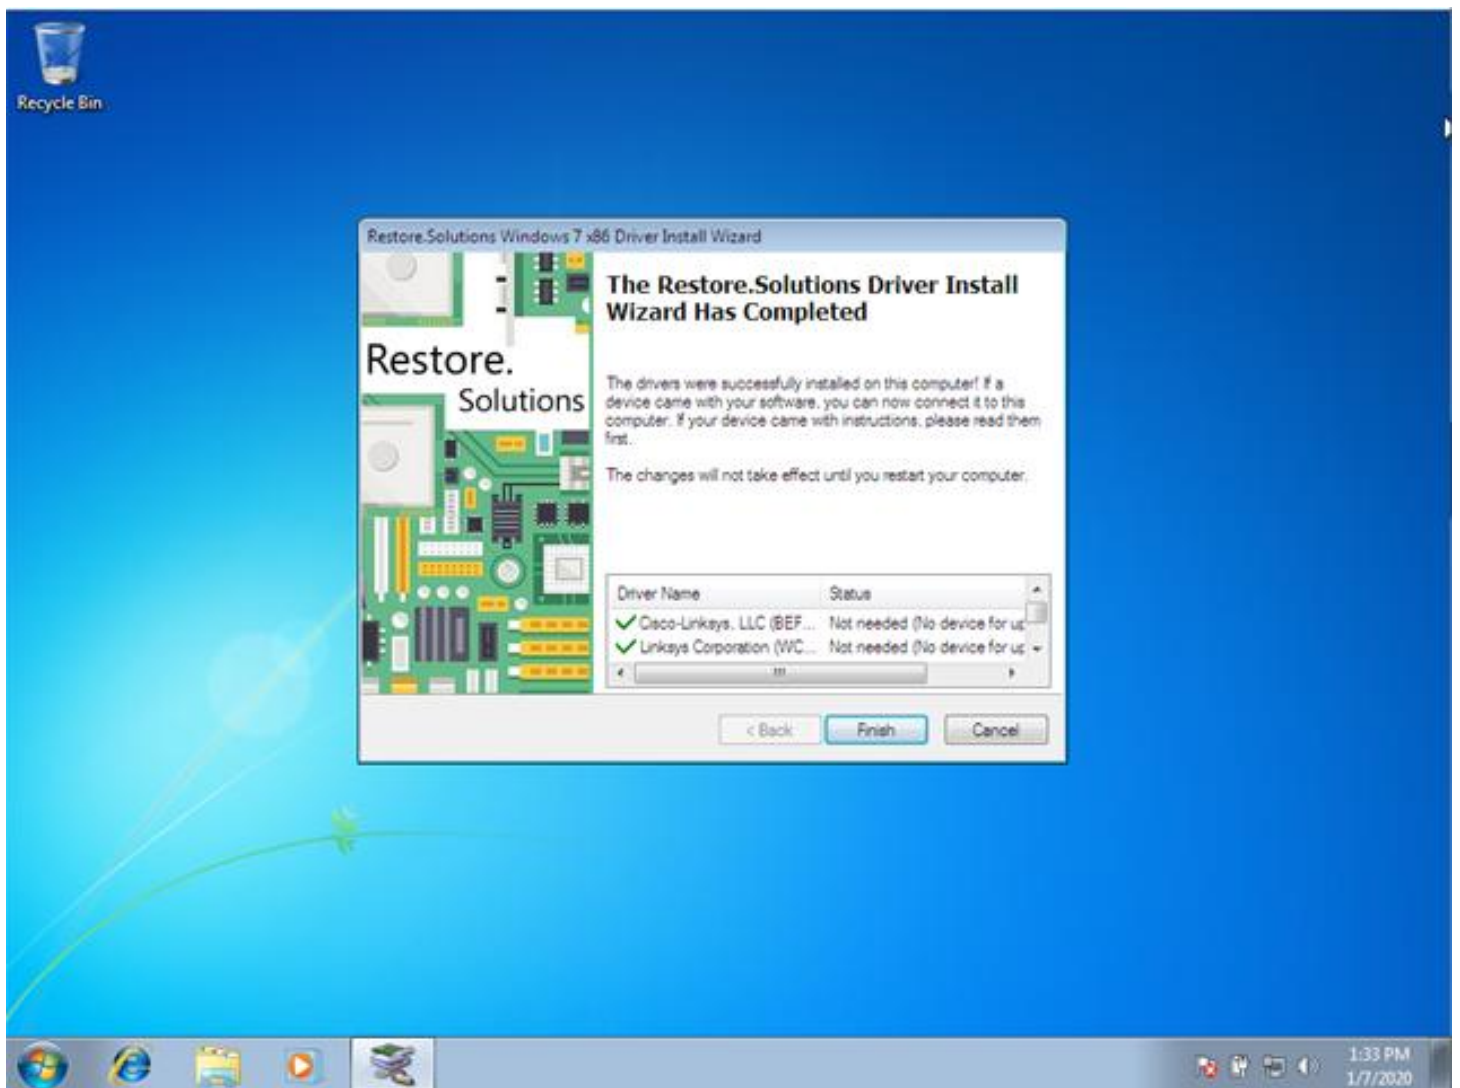 Recycle Bin
Restore.Solutions Windows 7 x86 Driver Install Wizard
Restore.
Solutions
The Restore.Solutions Driver Install
Wizard Has Completed
The drivers were successfully installed on this computer! If a
device came with your software, you can now connect it to this
computer. If your device came with instructions, please read them
first.
The changes will not take effect until you restart your computer.
Driver Name Status
Cisco-Linksys, LLC (BEF... Not needed (No device for up
Linksys Corporation (WC... Not needed (No device for up
< Back Finish Cancel
1:33 PM
1/7/2020